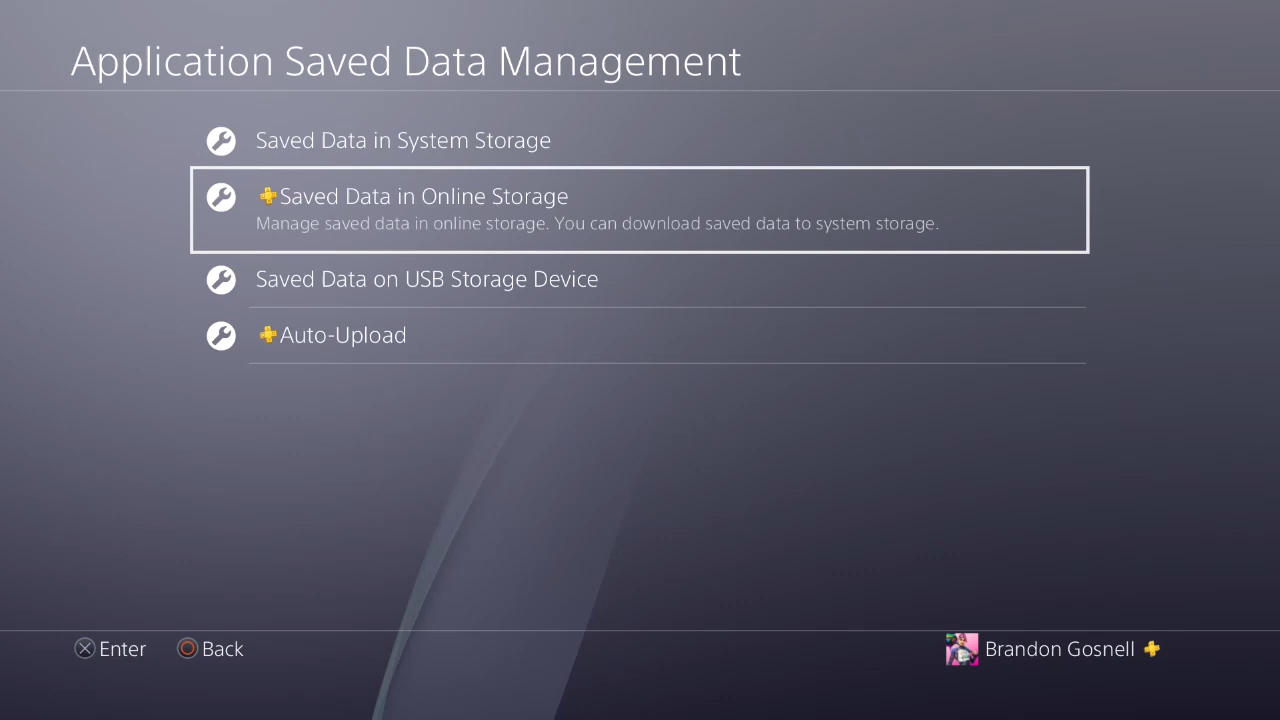 Application Saved Data Management
Saved Data in System Storage
Saved Data in Online Storage
Manage saved data in online storage. You can download saved data to system storage.
Saved Data on USB Storage Device
Auto-Upload
Enter
Back
Brandon Gosnell